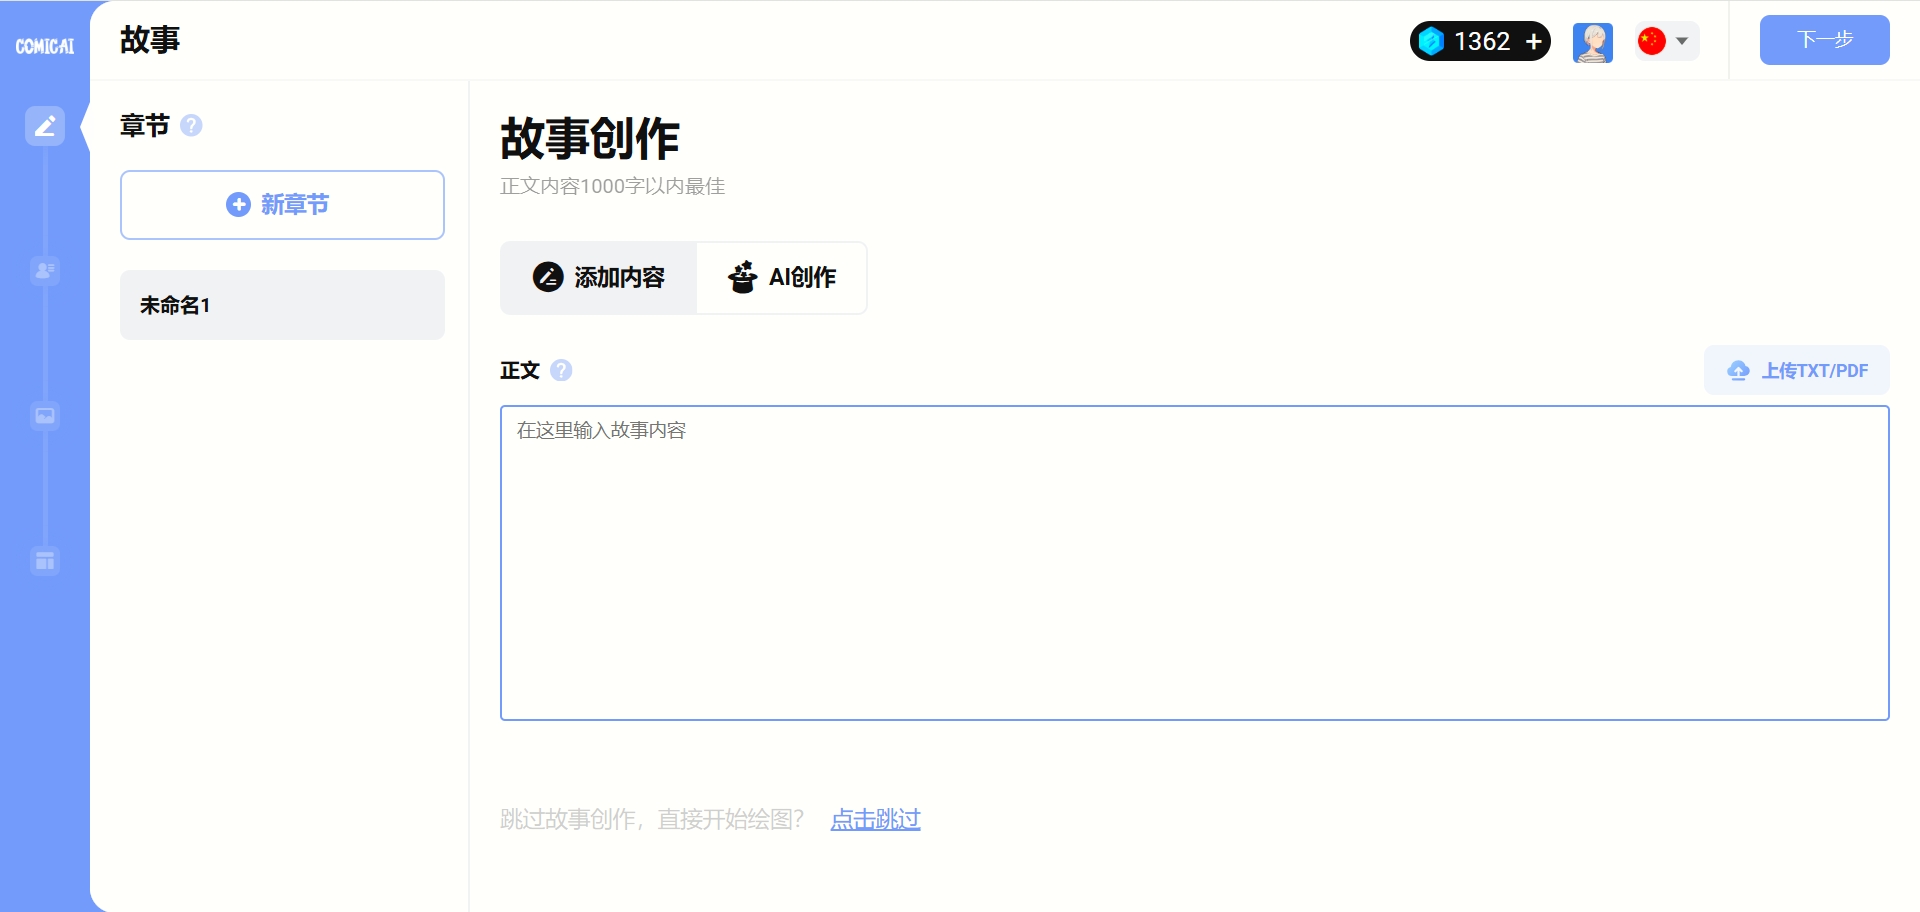 COMICAI
故事
1362 +
下一步
章节 ?
新章节
未命名1
故事创作
正文内容1000字以内最佳
添加内容
AI创作
正文 ?
上传TXT/PDF
在这里输入故事内容
跳过故事创作，直接开始绘图？ 点击跳过